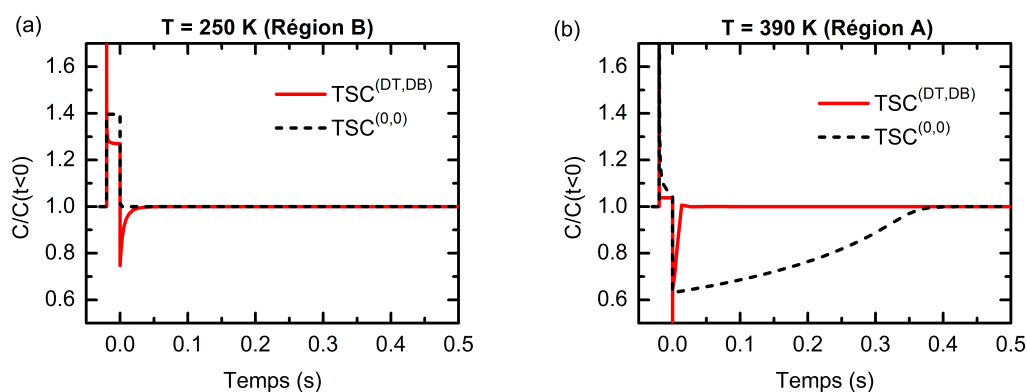 (a)
T = 250 K (Région B)
1.6
1.4
1.2
1.0
0.8
0.6
C/C(t<0)
TSC^(DT,DB)
TSC^(0,0)
0.0 0.1 0.2 0.3 0.4 0.5
Temps (s)
(b)
T = 390 K (Région A)
1.6
1.4
1.2
1.0
0.8
0.6
C/C(t<0)
TSC^(DT,DB)
TSC^(0,0)
0.0 0.1 0.2 0.3 0.4 0.5
Temps (s)